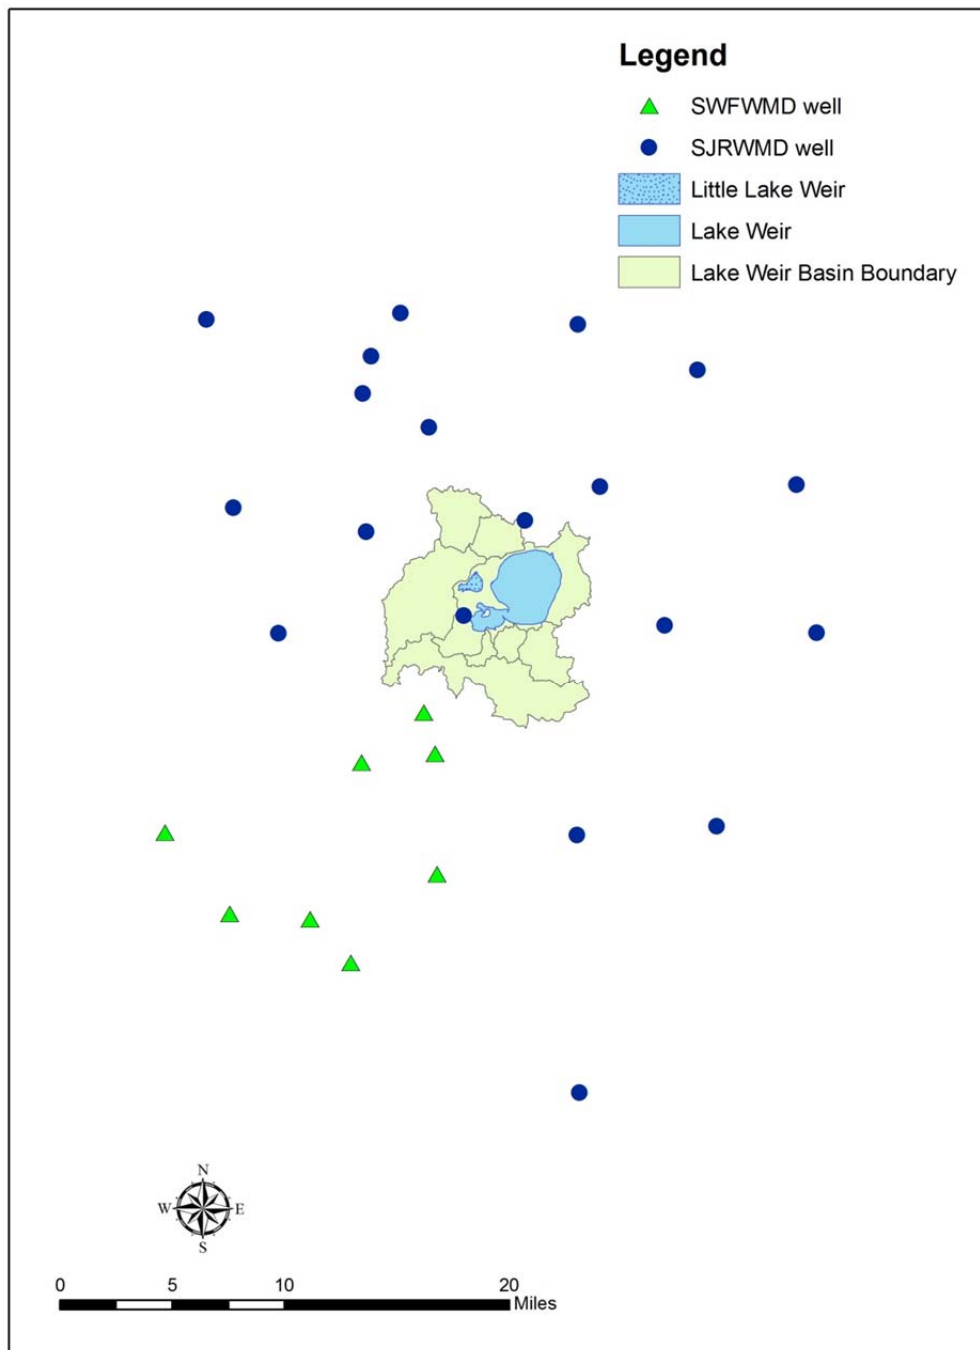 Legend
SWFWMD well
SJRWMD well
Little Lake Weir
Lake Weir
Lake Weir Basin Boundary
N
W E
S
0 5 10 20
Miles